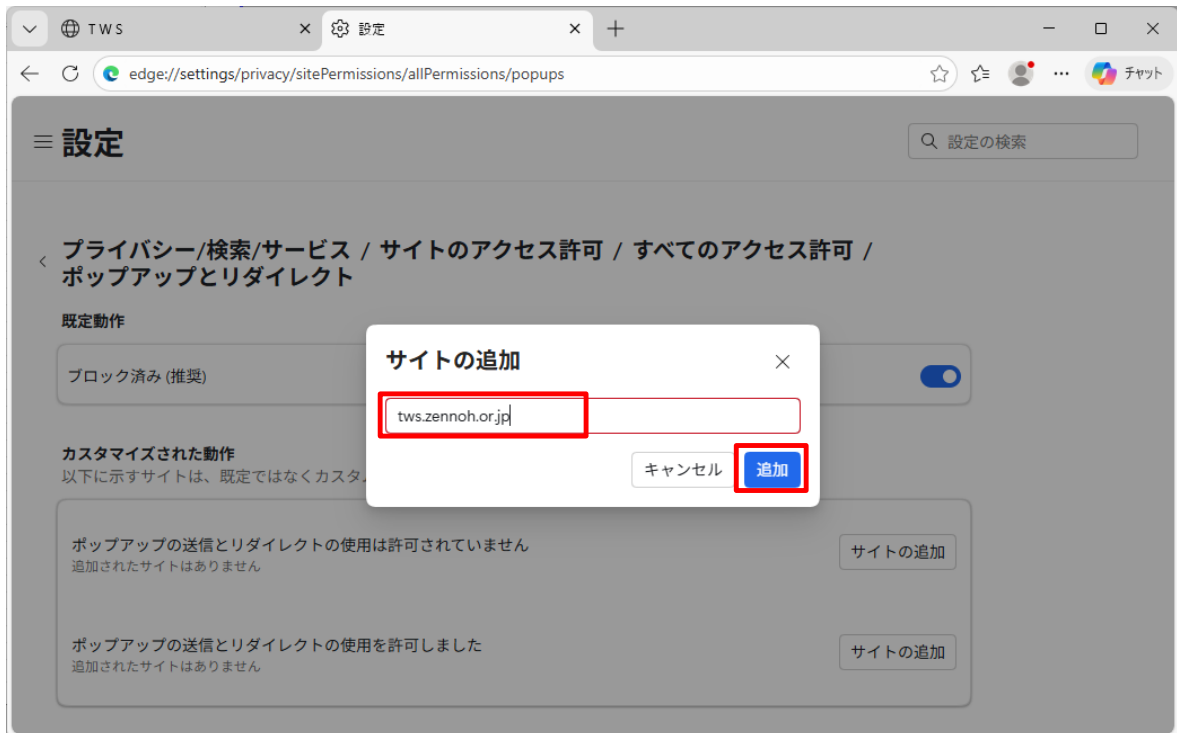 TWS
設定
edge://settings/privacy/sitePermissions/allPermissions/popups
チャット
設定
設定の検索
プライバシー/検索/サービス / サイトのアクセス許可 / すべてのアクセス許可 /
ポップアップとリダイレクト
既定動作
ブロック済み (推奨)
サイトの追加
tws.zennoh.or.jp
キャンセル
追加
カスタマイズされた動作
以下に示すサイトは、既定ではなくカスタ
ポップアップの送信とリダイレクトの使用は許可されていません
追加されたサイトはありません
サイトの追加
ポップアップの送信とリダイレクトの使用を許可しました
追加されたサイトはありません
サイトの追加